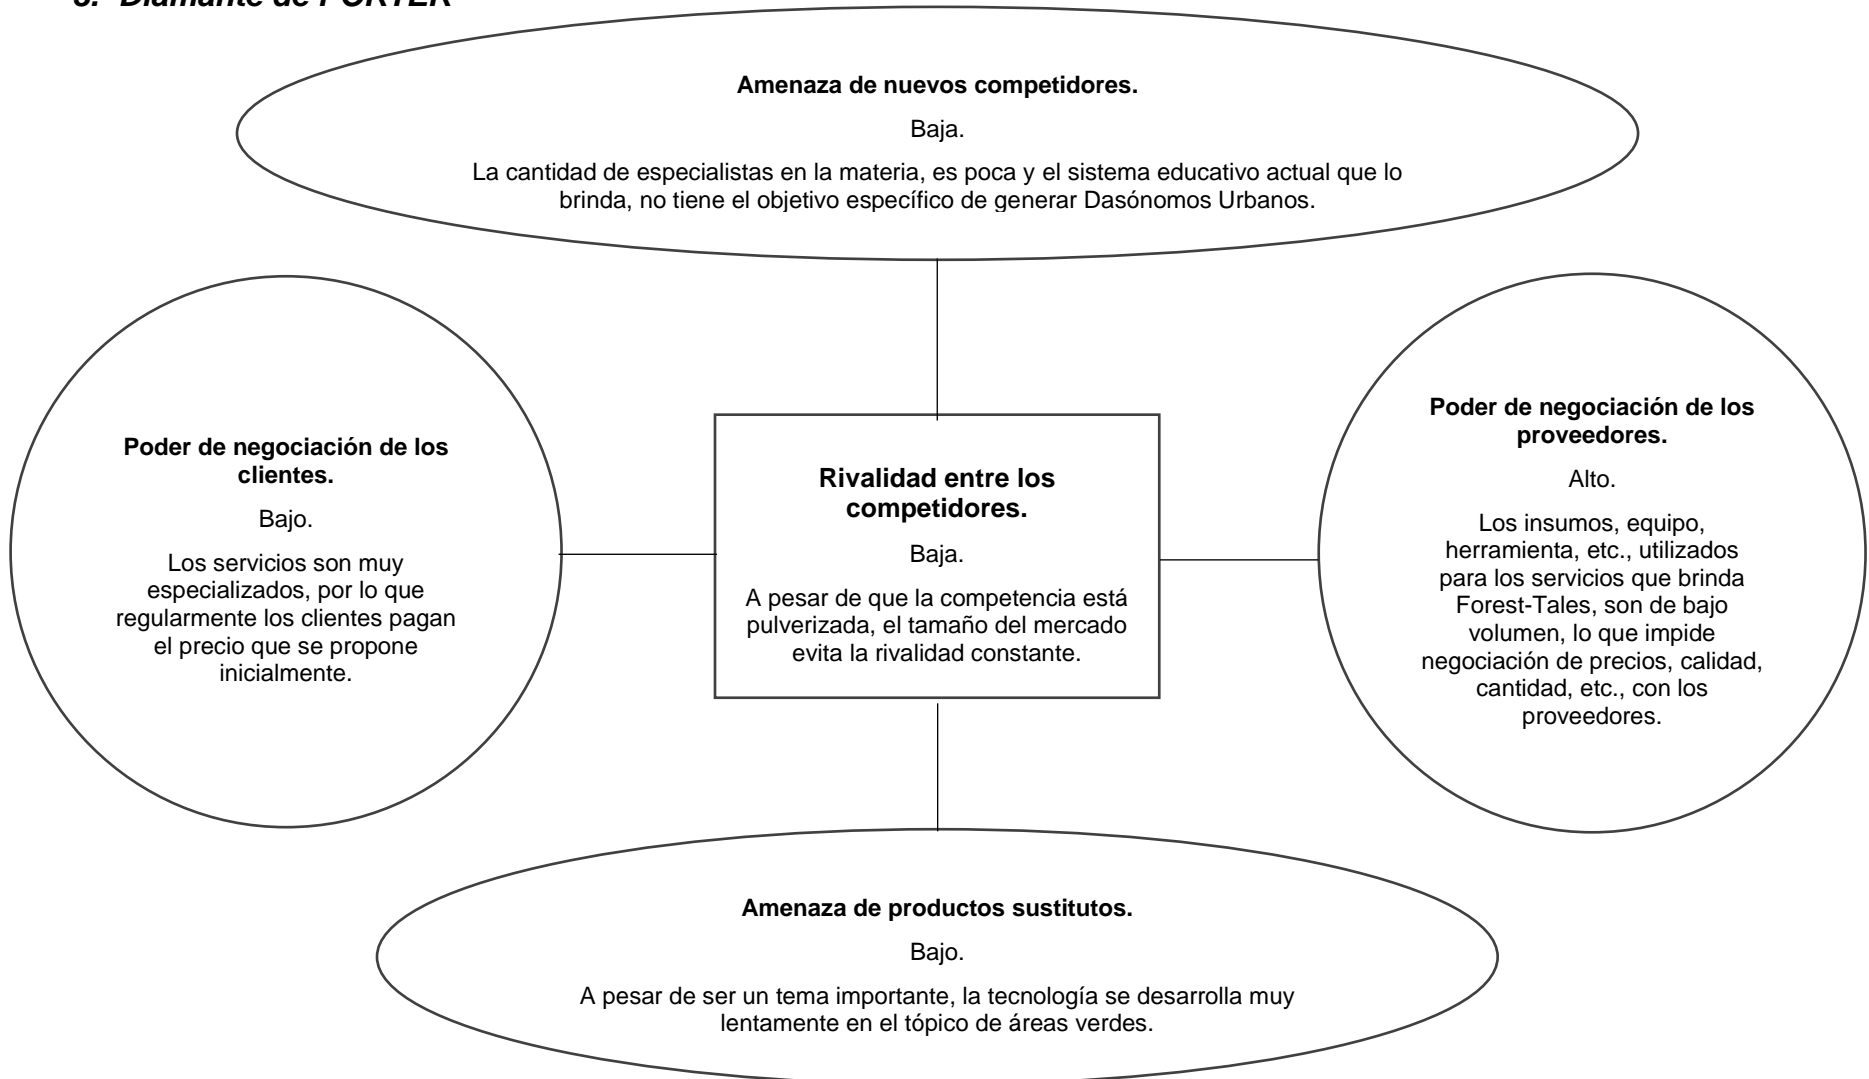 Diamante de PORTER
Amenaza de nuevos competidores.
Baja.
La cantidad de especialistas en la materia, es poca y el sistema educativo actual que lo
brinda, no tiene el objetivo específico de generar Dasónomos Urbanos.
Poder de negociación de los
clientes.
Bajo.
Los servicios son muy
especializados, por lo que
regularmente los clientes pagan
el precio que se propone
inicialmente.
Rivalidad entre los
competidores.
Baja.
A pesar de que la competencia está
pulverizada, el tamaño del mercado
evita la rivalidad constante.
Poder de negociación de los
proveedores.
Alto.
Los insumos, equipo,
herramienta, etc., utilizados
para los servicios que brinda
Forest-Tales, son de bajo
volumen, lo que impide
negociación de precios, calidad,
cantidad, etc., con los
proveedores.
Amenaza de productos sustitutos.
Bajo.
A pesar de ser un tema importante, la tecnología se desarrolla muy
lentamente en el tópico de áreas verdes.